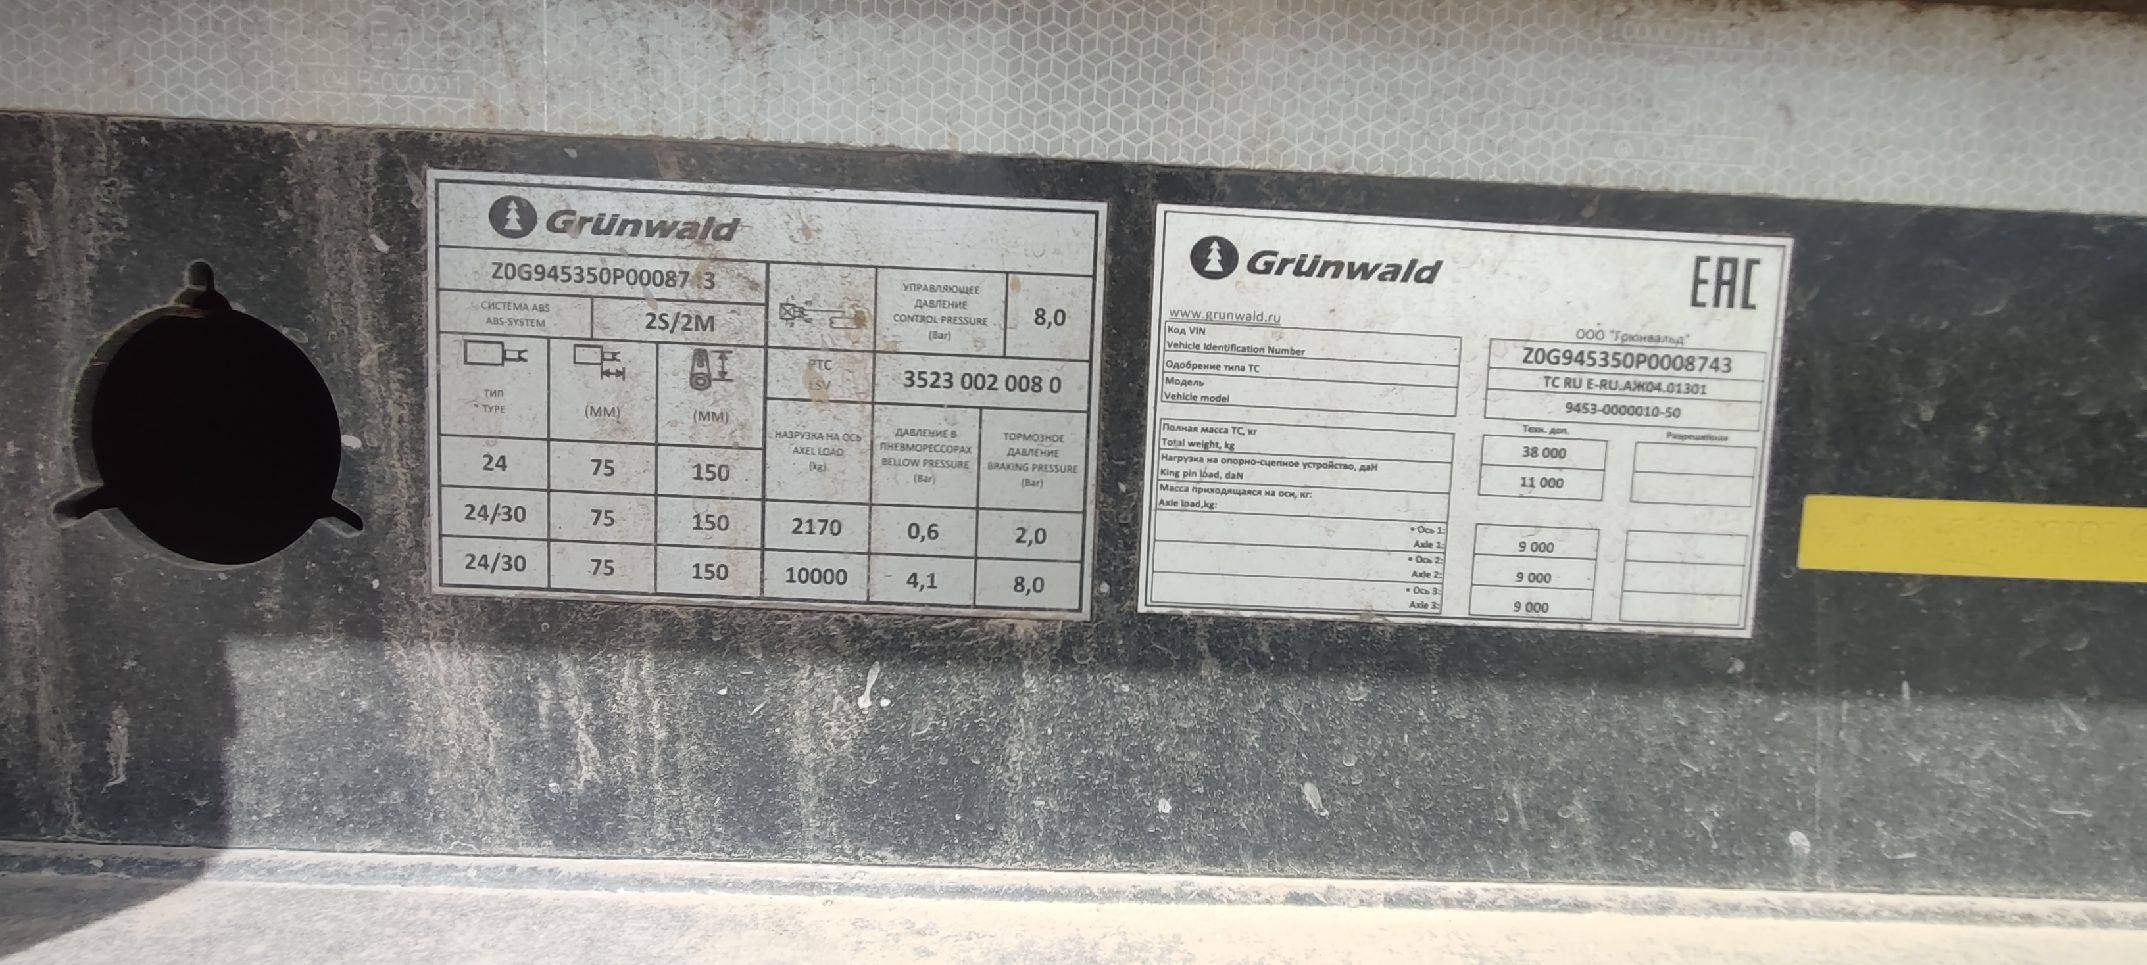 Grünwald
Z0G945350P00087 3
СИСТЕМА ABS
ABS-SYSTEM
2S/2M
УПРАВЛЯЮЩЕЕ
ДАВЛЕНИЕ
CONTROL PRESSURE
(Bar)
8,0
РТС
LSV
3523 002 008 0
ТИП
* TYPE
(ММ)
(ММ)
НАЗРУЗКА НА ОСЬ
AXEL LOAD
(kg)
ДАВЛЕНИЕ В
ПНЕВМОРЕССОРАХ
BELLOW PRESSURE
(Bar)
ТОРМОЗНОЕ
ДАВЛЕНИЕ
BRAKING PRESSURE
(Bar)
24 75 150
24/30 75 150 2170 0,6 2,0
24/30 75 150 10000 4,1 8,0
Grünwald
EAC
www.grunwald.ru
ООО "Грюнвальд"
Код VIN
Vehicle Identification Number
Z0G945350P0008743
Одобрение типа ТС
ТС RU E-RU.АЖ04.01301
Модель
Vehicle model
9453-0000010-50
Техн. доп.
Разрешенная
Полная масса ТС, кг
Total weight, kg
38 000
Нагрузка на опорно-сцепное устройство, даН
King pin load, daN
11 000
Масса приходящаяся на оси, кг:
Axle load,kg:
• Ось 1:
Axle 1:
9 000
• Ось 2:
Axle 2:
9 000
• Ось 3:
Axle 3:
9 000